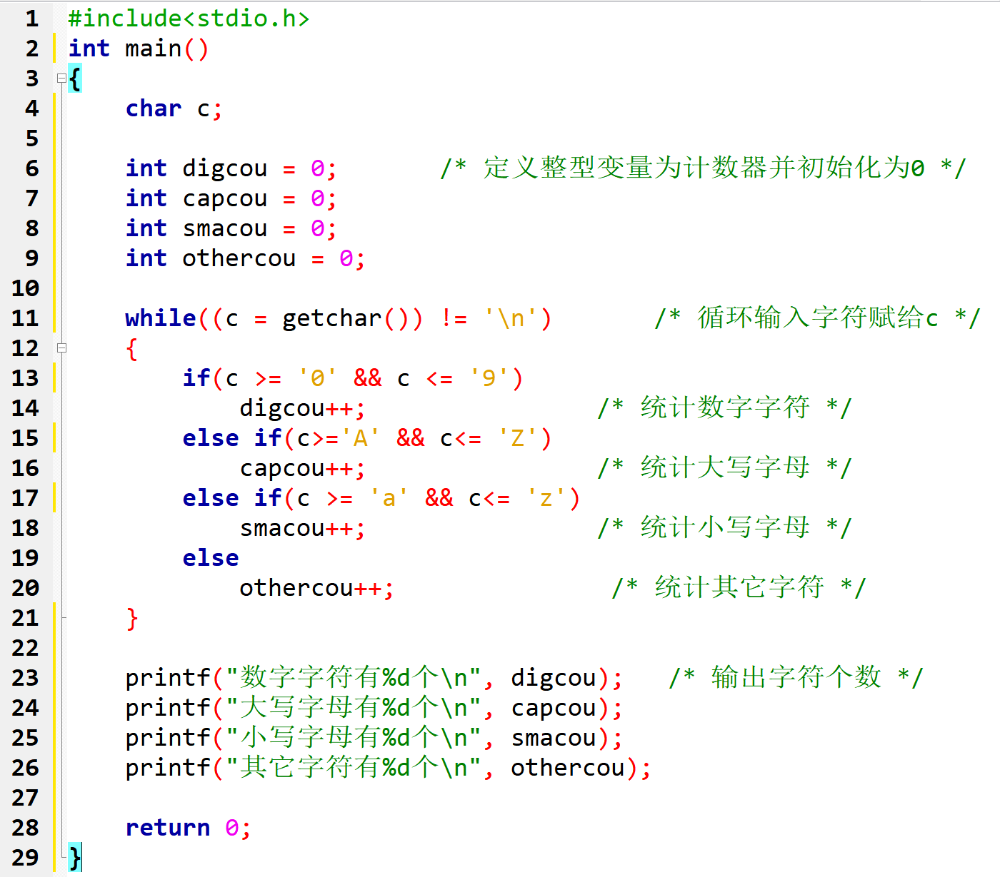 1 #include<stdio.h>
2 int main()
3 {
4     char c;
5
6     int digcou = 0;       /* 定义整型变量为计数器并初始化为0 */
7     int capcou = 0;
8     int smacou = 0;
9     int othercou = 0;
10
11     while((c = getchar()) != '\n')       /* 循环输入字符赋给c */
12     {
13         if(c >= '0' && c <= '9')
14             digcou++;                /* 统计数字字符 */
15         else if(c>='A' && c<= 'Z')
16             capcou++;                /* 统计大写字母 */
17         else if(c >= 'a' && c<= 'z')
18             smacou++;                /* 统计小写字母 */
19         else
20             othercou++;               /* 统计其它字符 */
21     }
22
23     printf("数字字符有%d个\n", digcou);   /* 输出字符个数 */
24     printf("大写字母有%d个\n", capcou);
25     printf("小写字母有%d个\n", smacou);
26     printf("其它字符有%d个\n", othercou);
27
28     return 0;
29 }